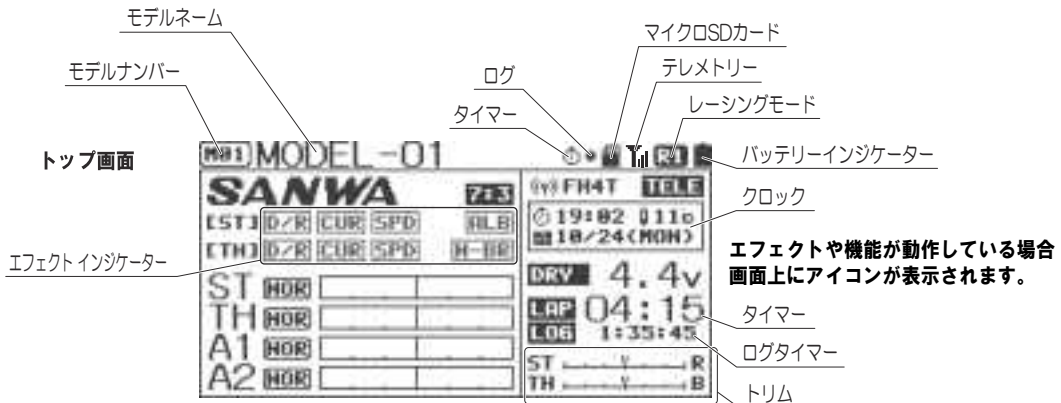 モデルネーム
マイクロSDカード
モデルナンバー
ログ
テレメトリー
タイマー
レーシングモード
トップ画面
M01 MODEL-01
バッテリーインジケーター
SANWA 7:3
FH4T TELE
クロック
[ST] D/R CUR SPD ALB
19:02
10/24(MON)
[TH] D/R CUR SPD
エフェクト インジケーター
エフェクトや機能が動作している場合
画面上にアイコンが表示されます。
DRV 4.4v
ST NOR
TH NOR
LAP 04:15
タイマー
LOG 1:35:45
ログタイマー
A1 NOR
A2 NOR
ST R
TH B
トリム